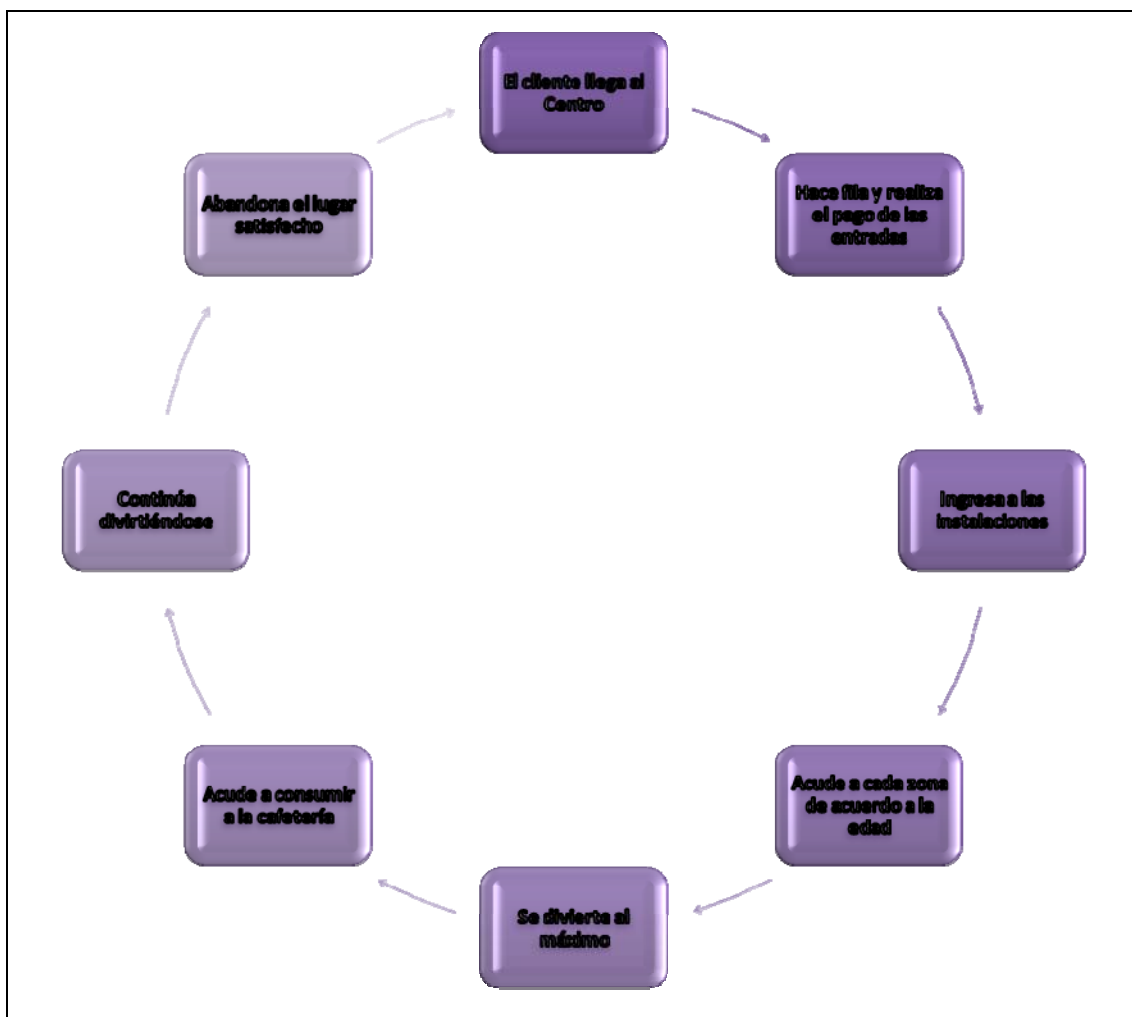 El cliente llega al
Centro
Hace fila y realiza
el pago de las
entradas
Ingresa a las
instalaciones
Acude a cada zona
de acuerdo a la
edad
Se divierte al
máximo
Acude a consumir
a la cafetería
Continúa
divirtiéndose
Abandona el lugar
satisfecho